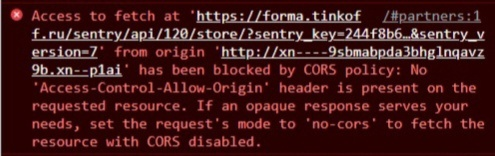 Access to fetch at 'https://forma.tinkof /#partners:1
f.ru/sentry/api/120/store/?sentry_key=244f8b6…&sentry_v
ersion=7' from origin 'http://xn----9sbmabpda3bhglnqavz
9b.xn--p1ai' has been blocked by CORS policy: No
'Access-Control-Allow-Origin' header is present on the
requested resource. If an opaque response serves your
needs, set the request's mode to 'no-cors' to fetch the
resource with CORS disabled.